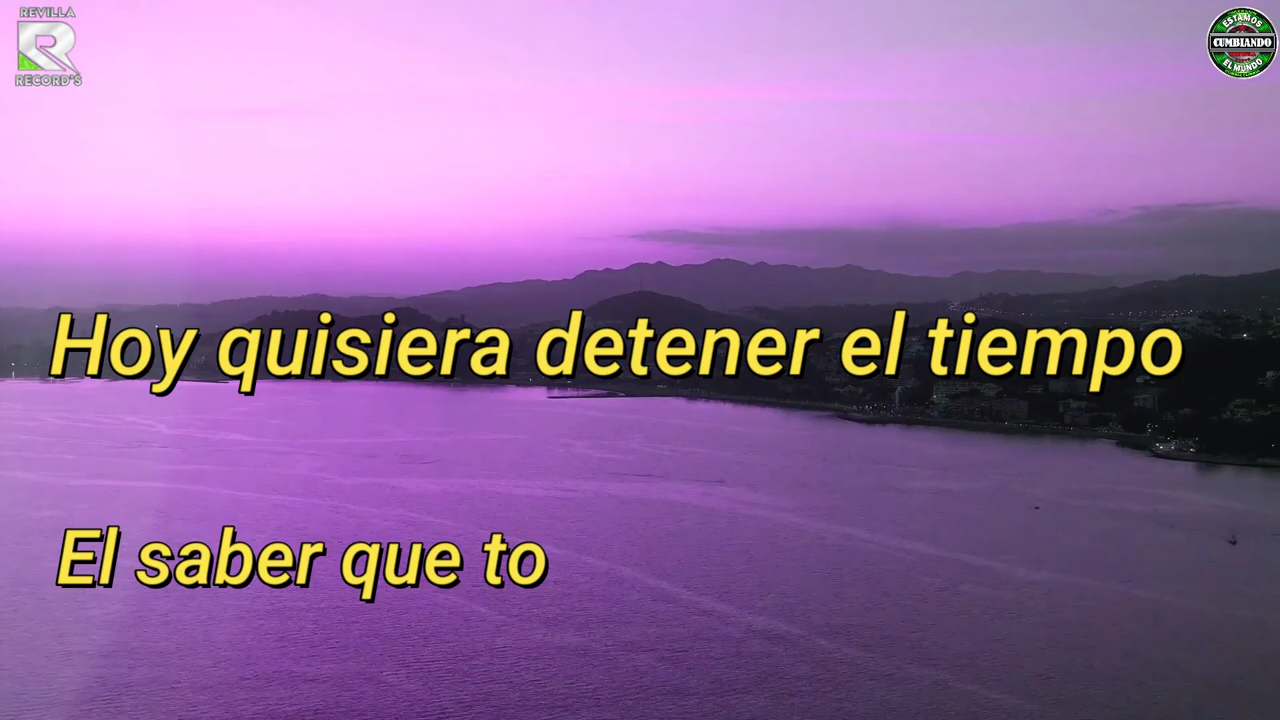 REVILLA
RECORD'S
ESTAMOS
CUMBIANDO
EL MUNDO
Hoy quisiera detener el tiempo
El saber que to